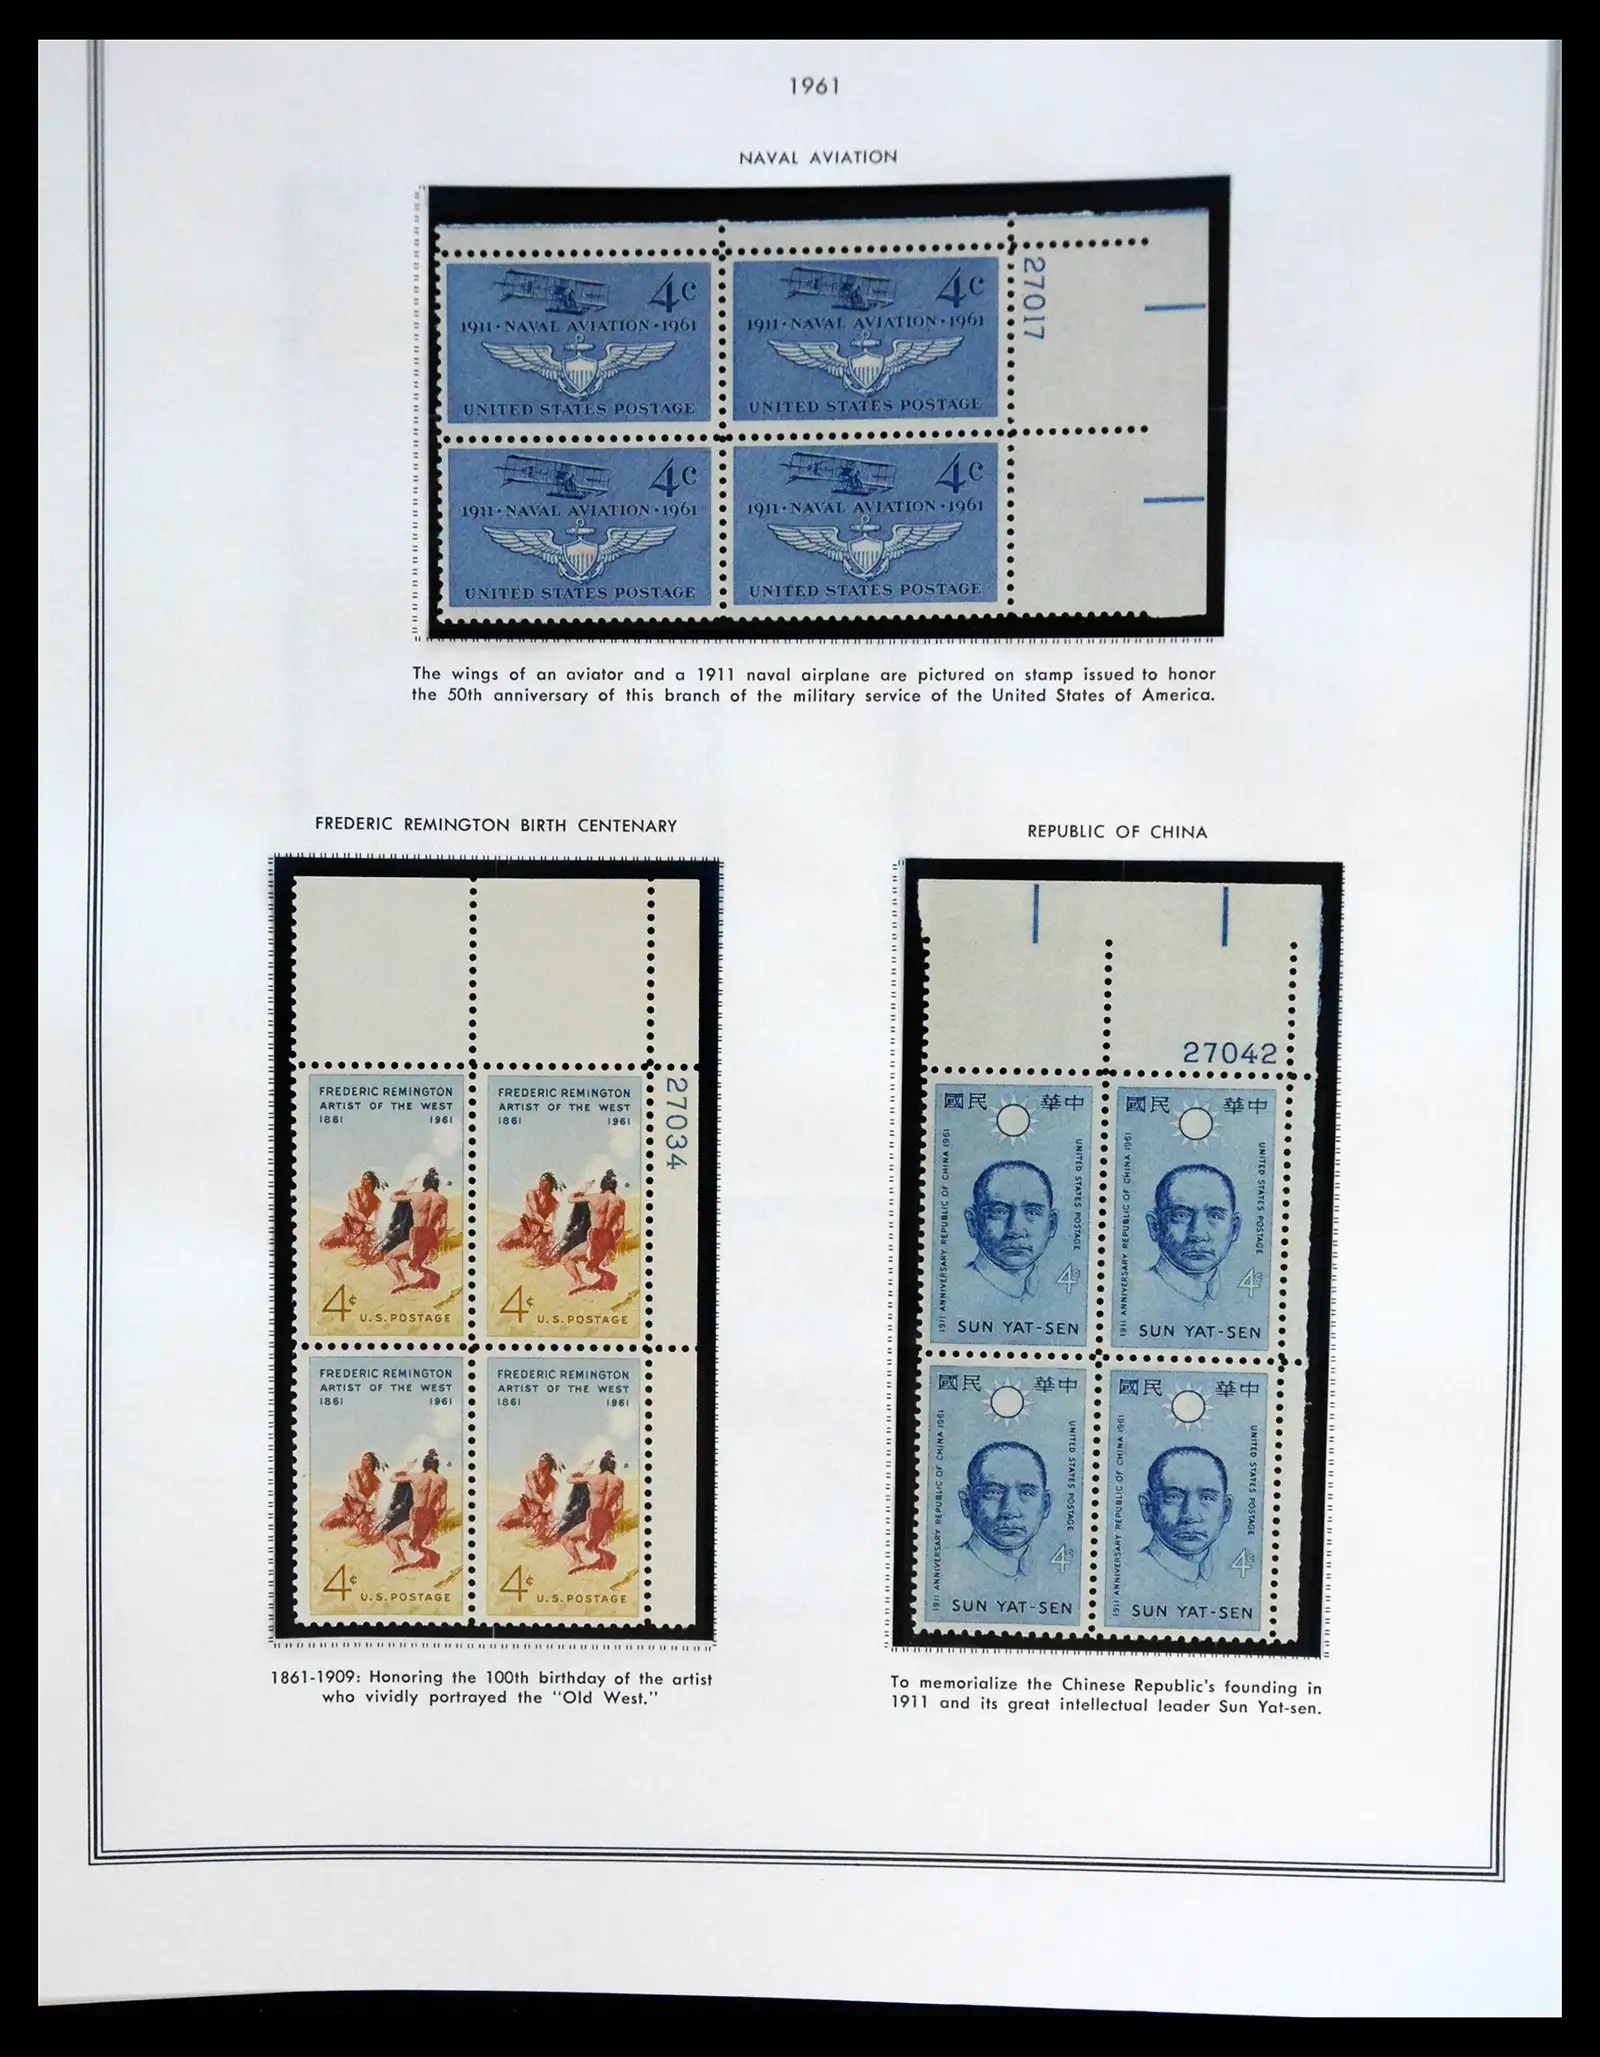 1961
NAVAL AVIATION
4c 4c
1911·NAVAL AVIATION·1961 1911·NAVAL AVIATION·1961
UNITED STATES POSTAGE UNITED STATES POSTAGE
27017
4c 4c
1911·NAVAL AVIATION·1961 1911·NAVAL AVIATION·1961
UNITED STATES POSTAGE UNITED STATES POSTAGE
The wings of an aviator and a 1911 naval airplane are pictured on stamp issued to honor
the 50th anniversary of this branch of the military service of the United States of America.
FREDERIC REMINGTON BIRTH CENTENARY
27034
FREDERIC REMINGTON FREDERIC REMINGTON
ARTIST OF THE WEST ARTIST OF THE WEST
1861 1961 1861 1961
4¢ U.S. POSTAGE 4¢ U.S. POSTAGE
FREDERIC REMINGTON FREDERIC REMINGTON
ARTIST OF THE WEST ARTIST OF THE WEST
1861 1961 1861 1961
4¢ U.S. POSTAGE 4¢ U.S. POSTAGE
1861-1909: Honoring the 100th birthday of the artist
who vividly portrayed the "Old West."
REPUBLIC OF CHINA
27042
國民 華中 國民 華中
1911 ANNIVERSARY REPUBLIC OF CHINA 1961 1911 ANNIVERSARY REPUBLIC OF CHINA 1961
UNITED STATES POSTAGE UNITED STATES POSTAGE
4¢ 4¢
SUN YAT-SEN SUN YAT-SEN
國民 華中 國民 華中
1911 ANNIVERSARY REPUBLIC OF CHINA 1961 1911 ANNIVERSARY REPUBLIC OF CHINA 1961
UNITED STATES POSTAGE UNITED STATES POSTAGE
4¢ 4¢
SUN YAT-SEN SUN YAT-SEN
To memorialize the Chinese Republic's founding in
1911 and its great intellectual leader Sun Yat-sen.